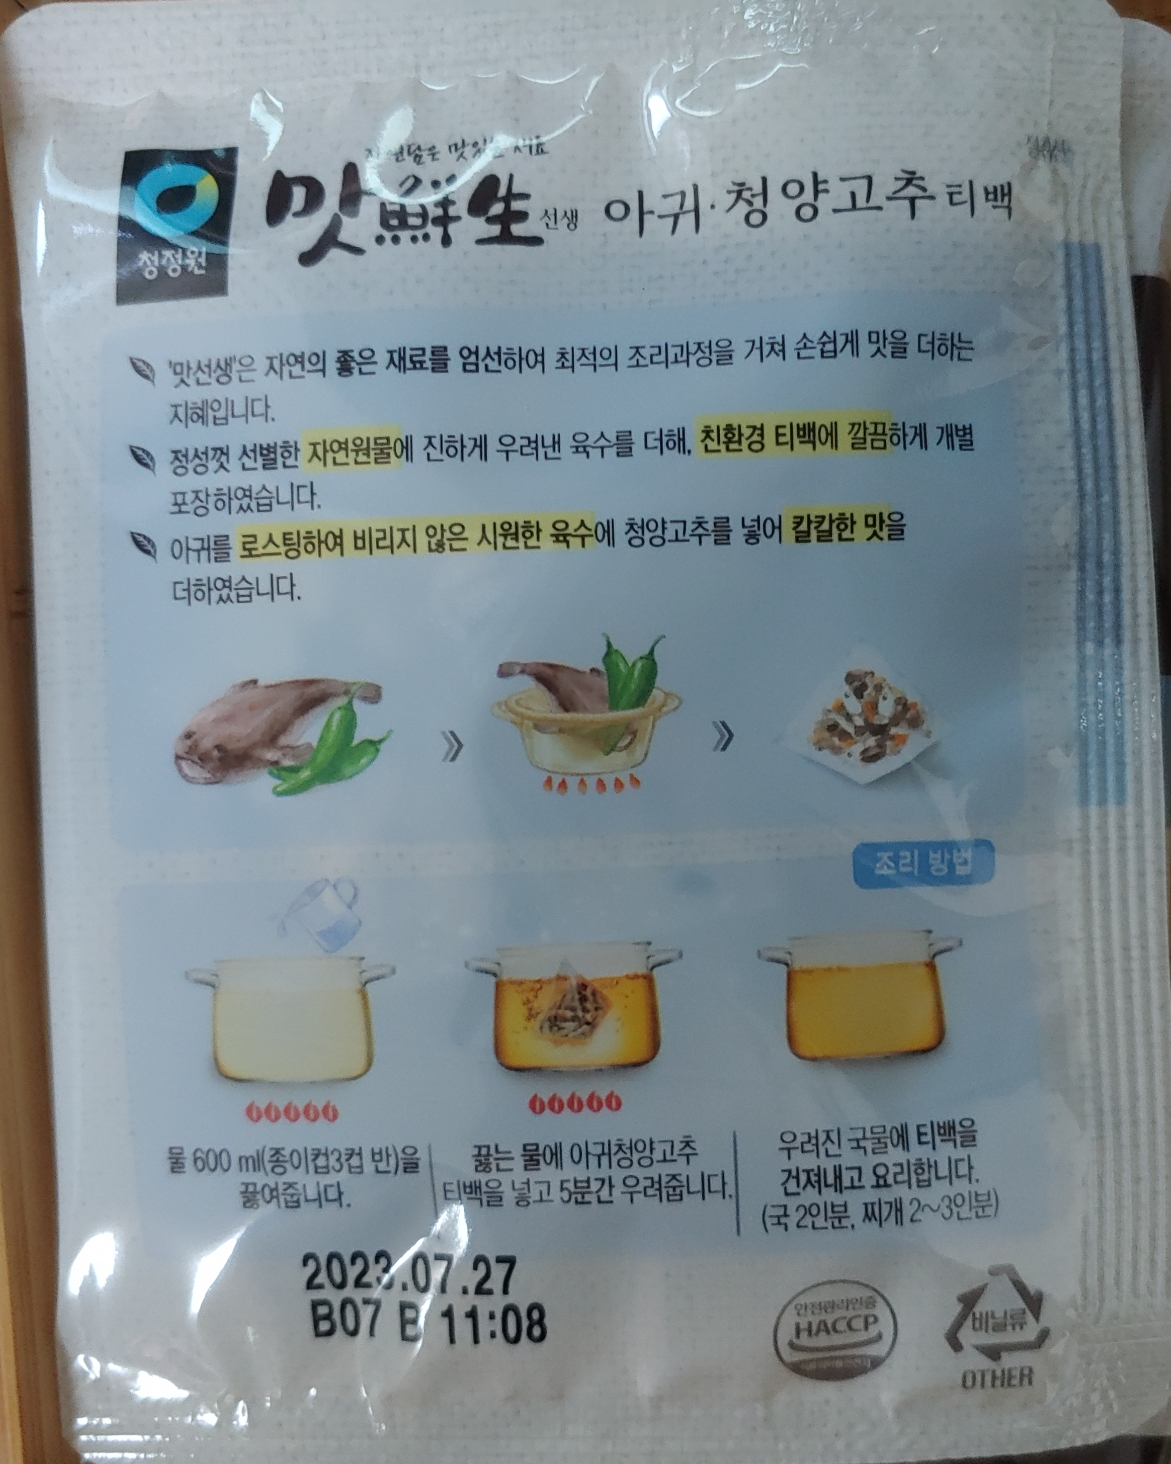 청정원
맛鮮生 선생 아귀·청양고추 티백
'맛선생'은 자연의 좋은 재료를 엄선하여 최적의 조리과정을 거쳐 손쉽게 맛을 더하는
지혜입니다.
정성껏 선별한 자연원물에 진하게 우려낸 육수를 더해, 친환경 티백에 깔끔하게 개별
포장하였습니다.
아귀를 로스팅하여 비리지 않은 시원한 육수에 청양고추를 넣어 칼칼한 맛을
더하였습니다.
조리 방법
물 600 ml(종이컵3컵 반)을
끓여줍니다.
끓는 물에 아귀청양고추
티백을 넣고 5분간 우려줍니다.
우려진 국물에 티백을
건져내고 요리합니다.
(국 2인분, 찌개 2~3인분)
2023.07.27
B07 B 11:08
안전관리인증
HACCP
비닐류
OTHER